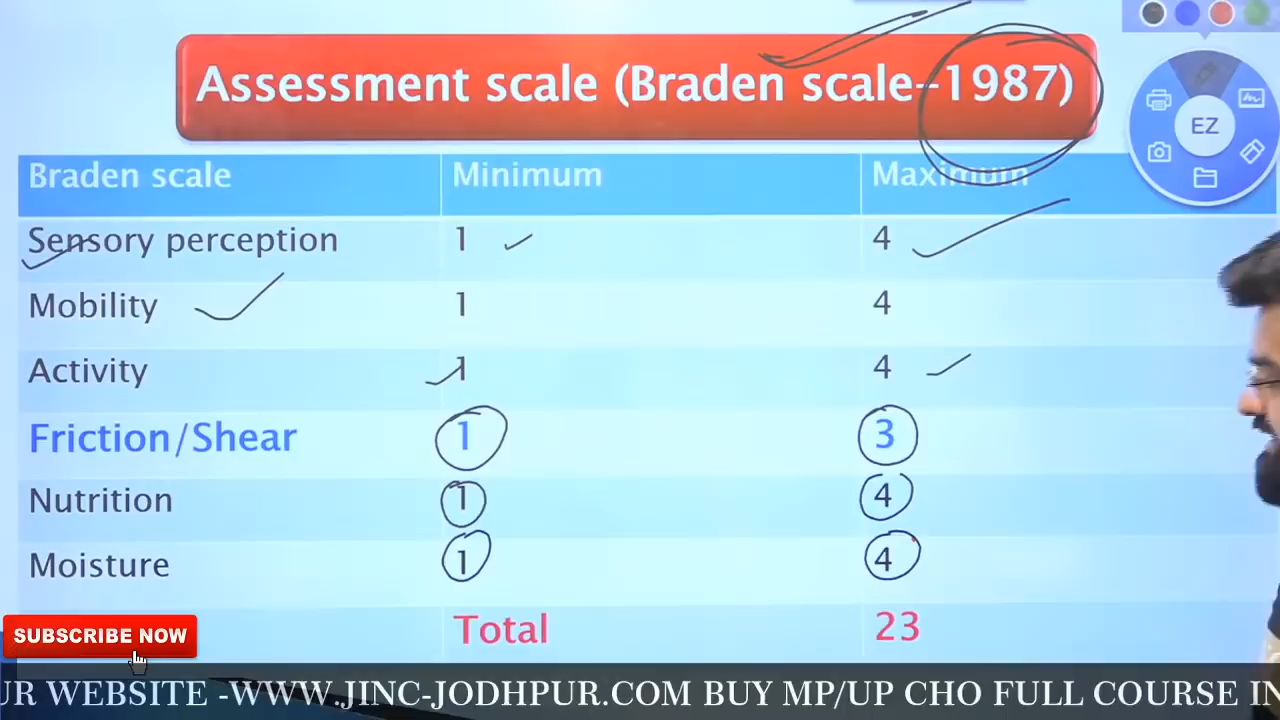 Assessment scale (Braden scale-1987)
EZ
Braden scale Minimum Maximum
Sensory perception 1 4
Mobility 1 4
Activity 1 4
Friction/Shear 1 3
Nutrition 1 4
Moisture 1 4
Total 23
SUBSCRIBE NOW
UR WEBSITE -WWW.JINC-JODHPUR.COM BUY MP/UP CHO FULL COURSE IN